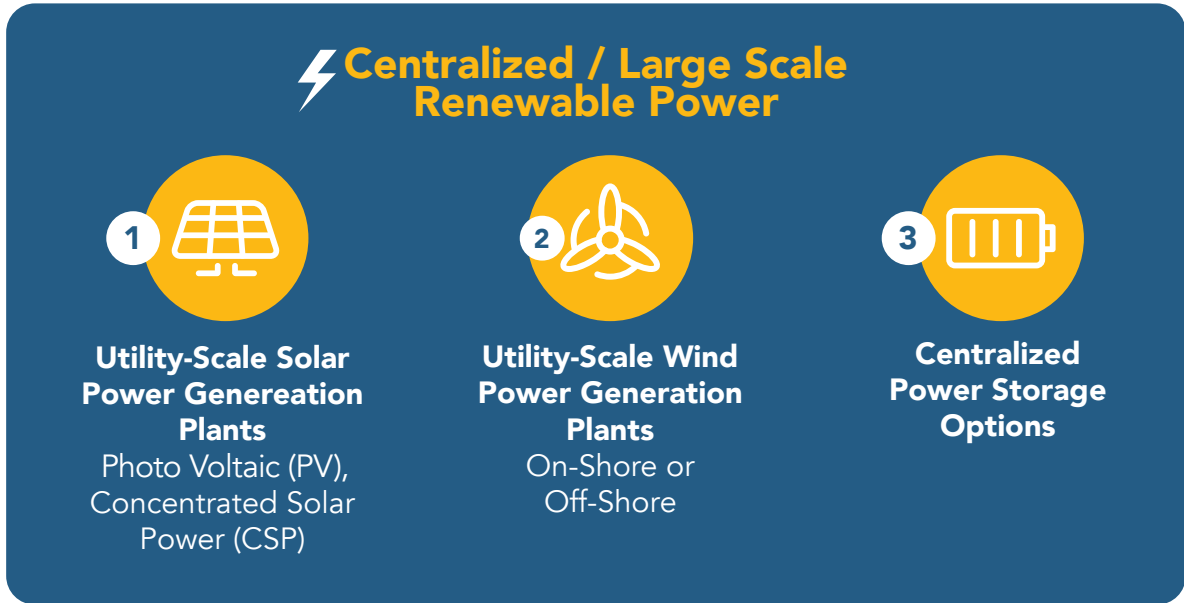 Centralized / Large Scale
Renewable Power
1
Utility-Scale Solar
Power Genereation
Plants
Photo Voltaic (PV),
Concentrated Solar
Power (CSP)
2
Utility-Scale Wind
Power Generation
Plants
On-Shore or
Off-Shore
3
Centralized
Power Storage
Options